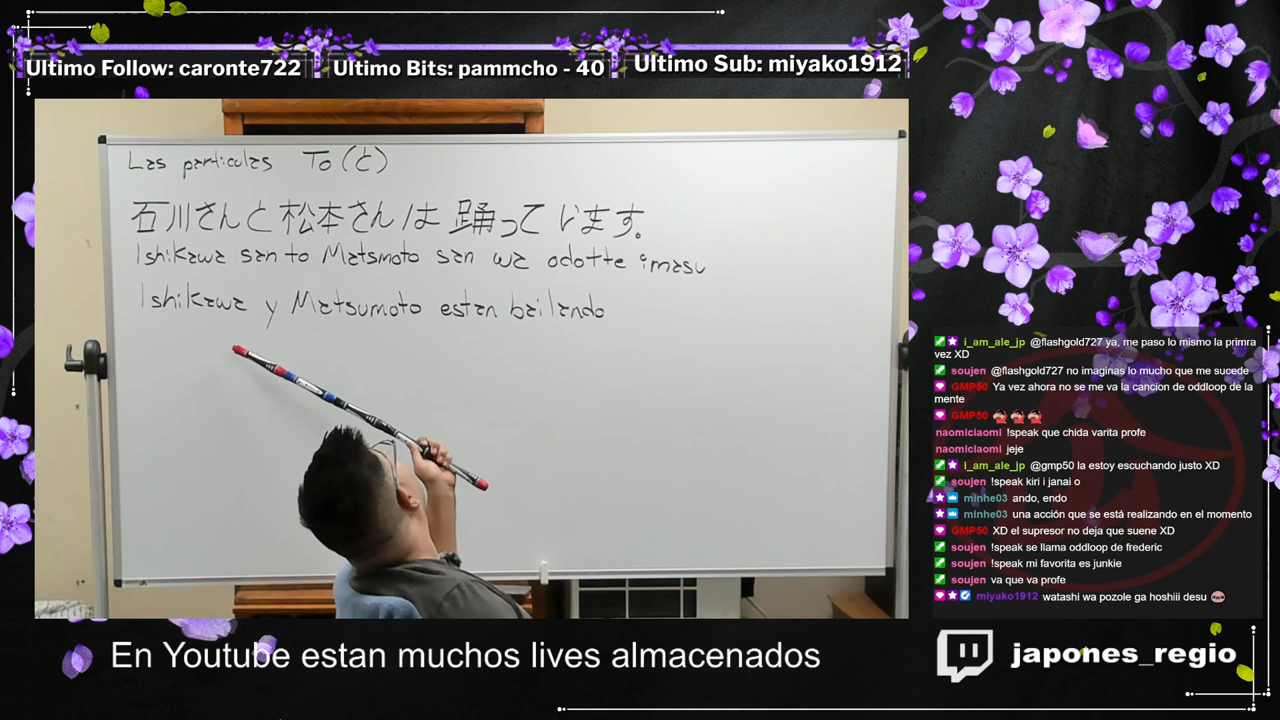 Ultimo Follow: caronte722
Ultimo Bits: pammcho - 40
Ultimo Sub: miyako1912
Las particulas To (と)
石川さんと松本さんは踊っています。
Ishikawa san to Matsmoto san wa odotte imasu
Ishikawa y Matsumoto estan bailando
i_am_ale_jp @flashgold727 ya, me paso lo mismo la primra
vez XD
soujen @flashgold727 no imaginas lo mucho que me sucede
GMP50 Ya vez ahora no se me va la cancion de oddloop de la
mente
GMP50
naomiciaomi !speak que chida varita profe
naomiciaomi jeje
i_am_ale_jp @gmp50 la estoy escuchando justo XD
soujen !speak kiri i janai o
minhe03 ando, endo
minhe03 una acción que se está realizando en el momento
GMP50 XD el supresor no deja que suene XD
soujen !speak se llama oddloop de frederic
soujen !speak mi favorita es junkie
soujen va que va profe
miyako1912 watashi wa pozole ga hoshiii desu
En Youtube estan muchos lives almacenados
japones_regio